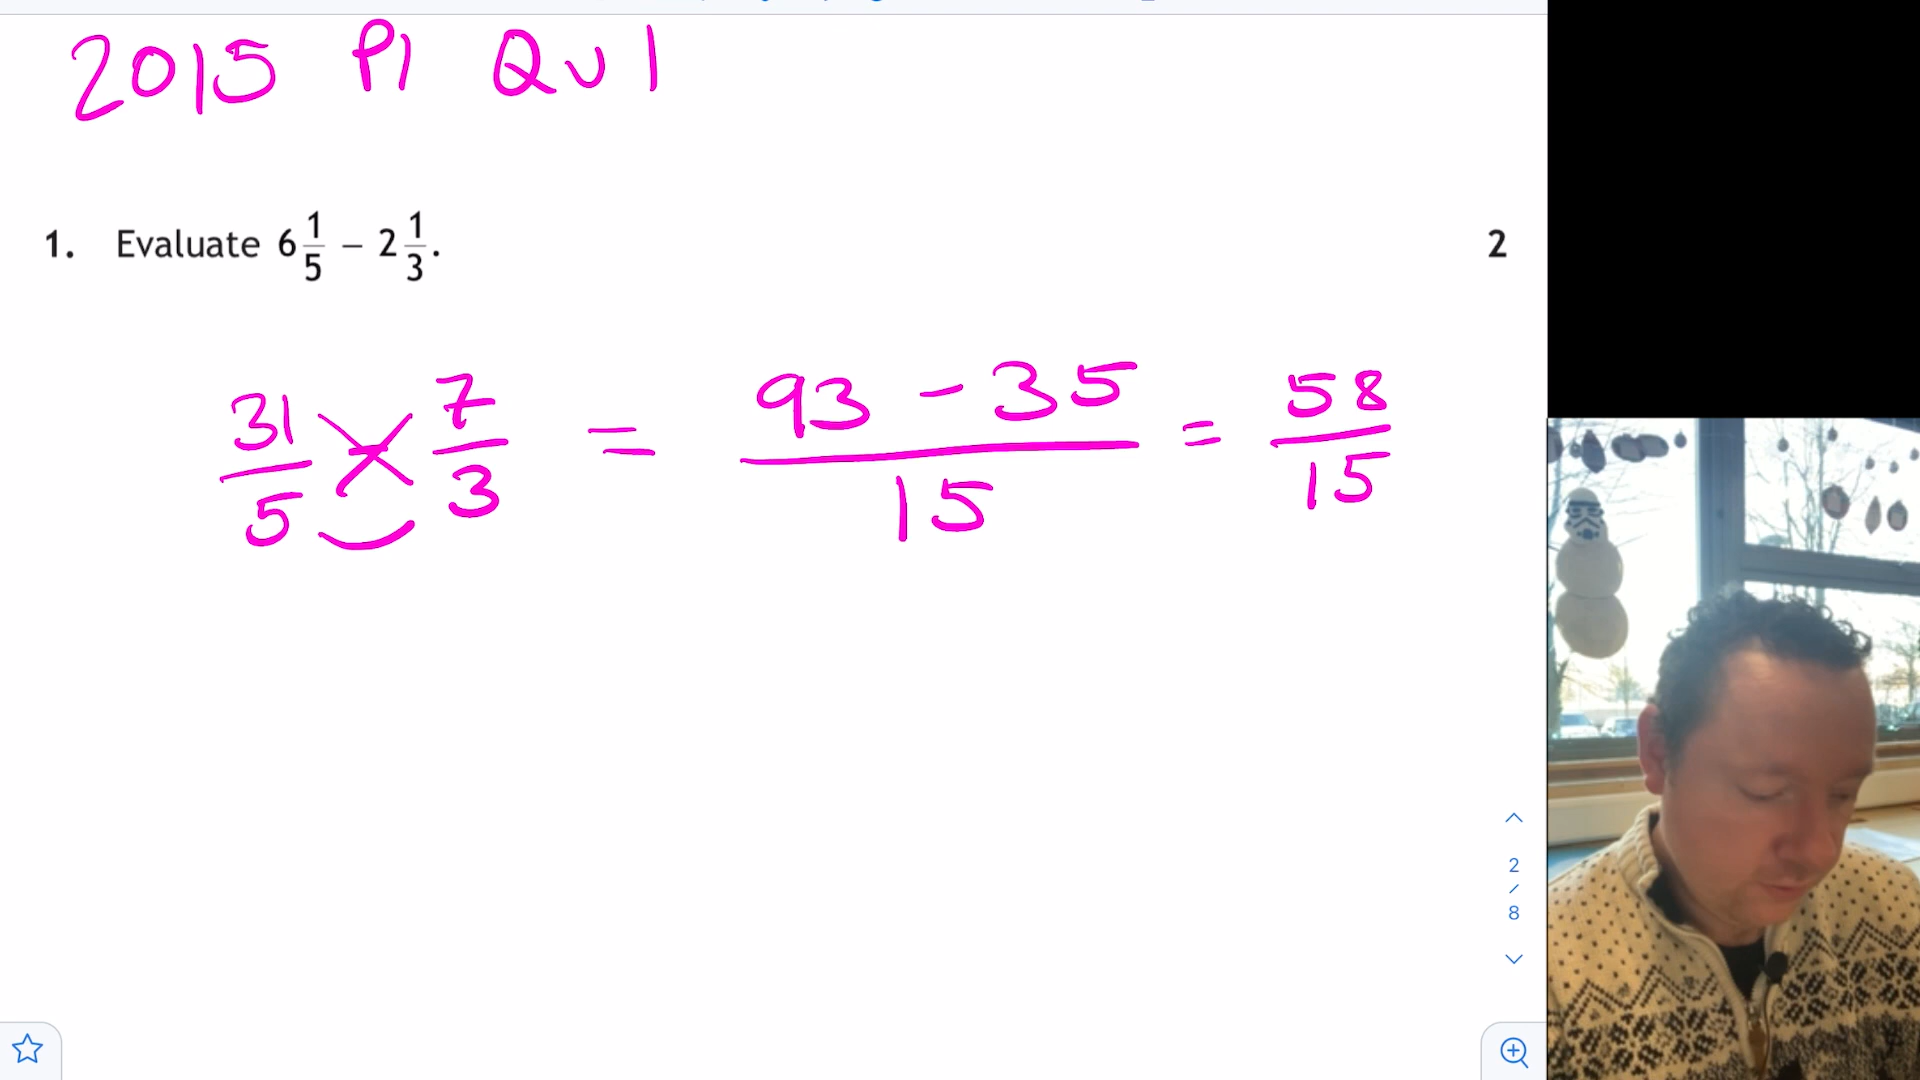 2015 P1 QU 1
1. Evaluate 6 1/5 – 2 1/3. 2
31/5 × 7/3 = 93 - 35/15 = 58/15
2
/
8